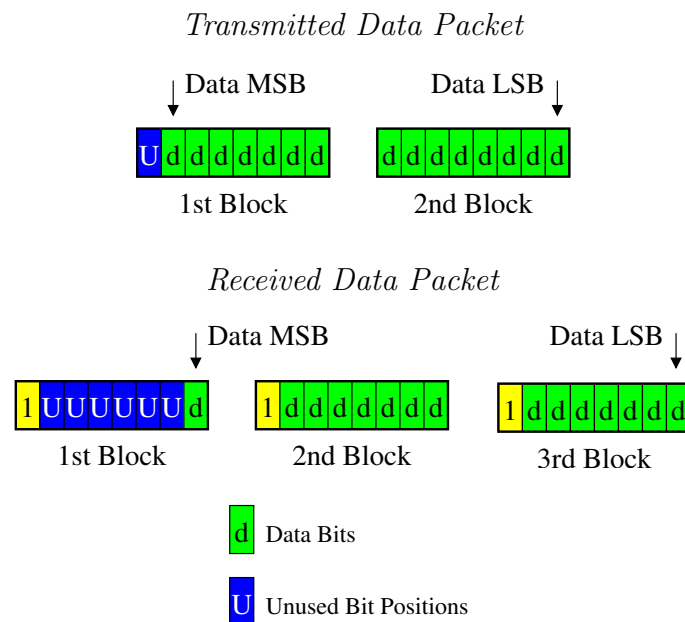 Transmitted Data Packet
Data MSB Data LSB
U d d d d d d d d d d d d d d d
1st Block 2nd Block
Received Data Packet
Data MSB Data LSB
1 U U U U U U d 1 d d d d d d d 1 d d d d d d d
1st Block 2nd Block 3rd Block
d Data Bits
U Unused Bit Positions